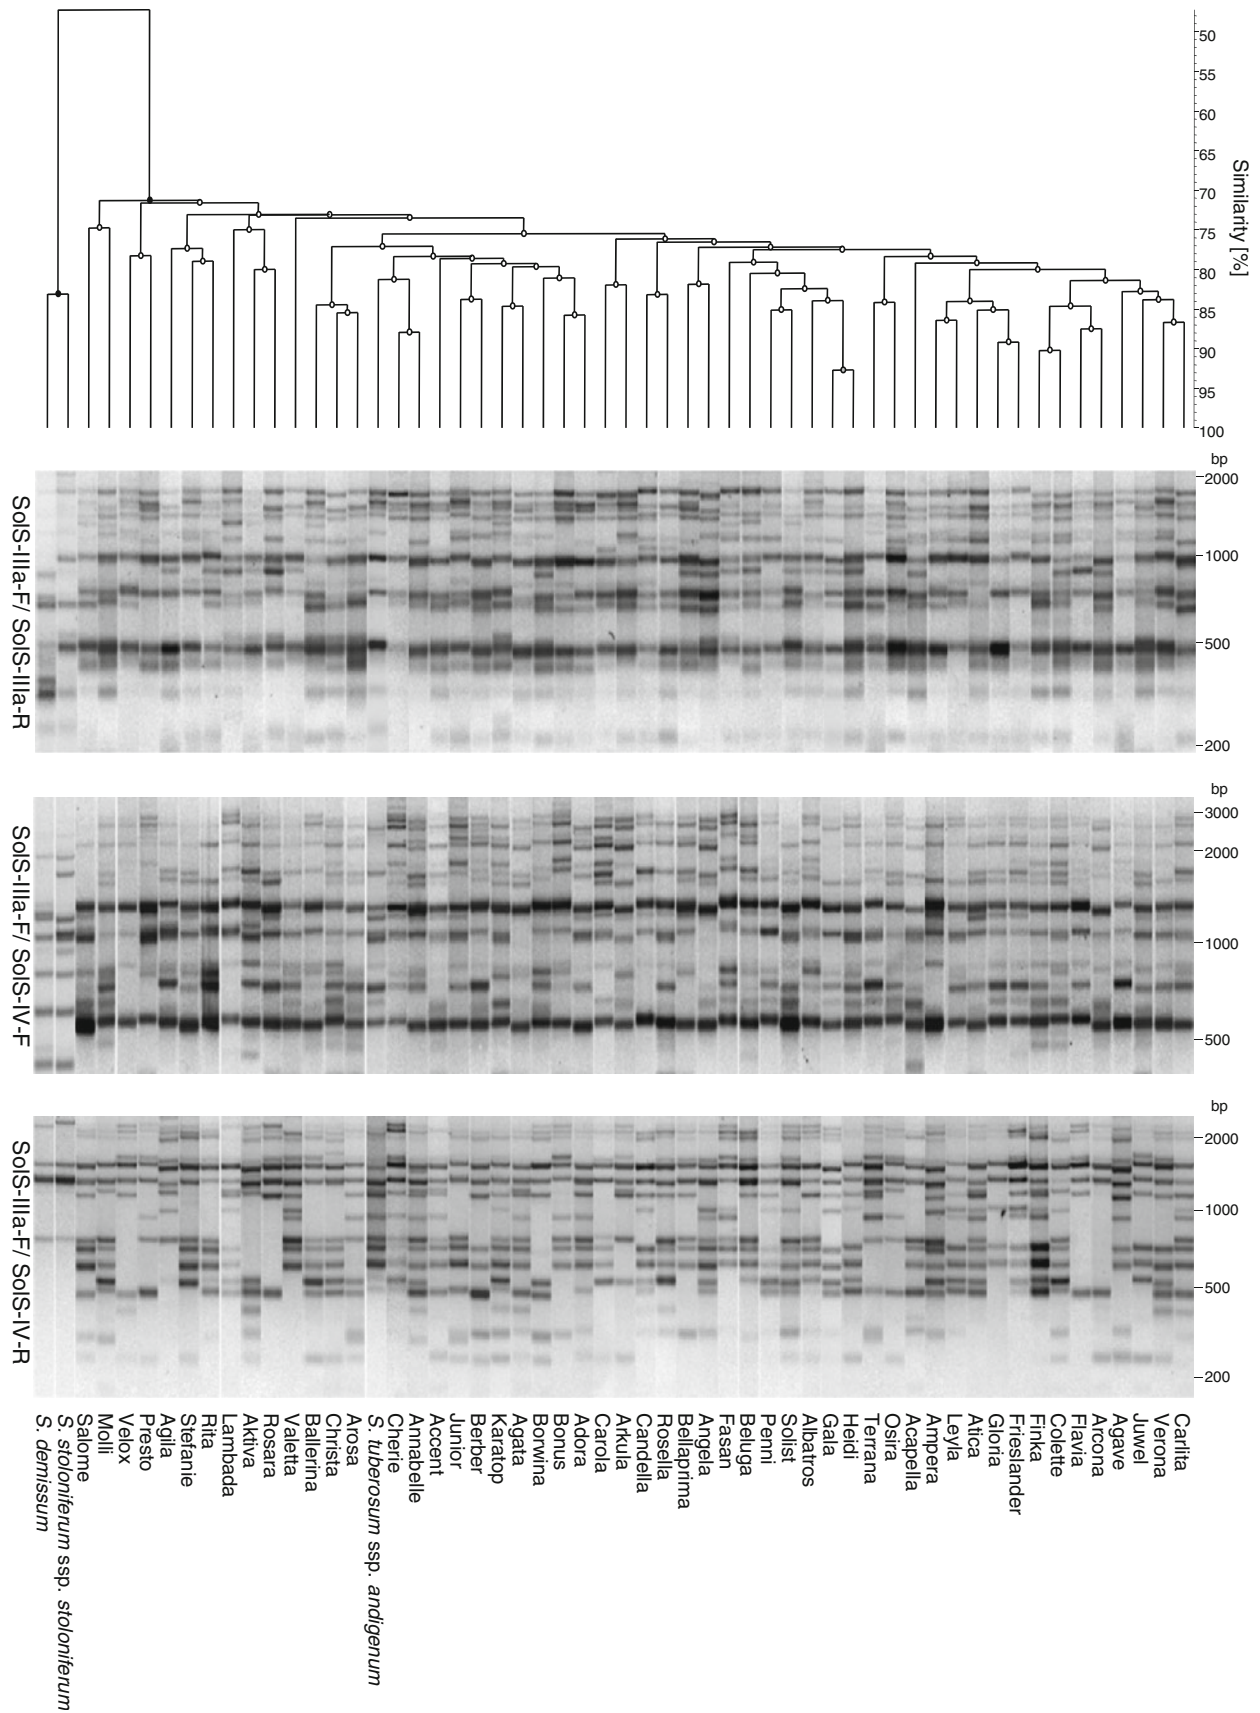 50
55
60
65
70
75
80
85
90
95
100
Similarity [%]
bp
2000
1000
500
200
SolS-IIIa-F/ SolS-IIIa-R
bp
3000
2000
1000
500
SolS-IIIa-F/ SolS-IV-F
bp
2000
1000
500
200
SolS-IIIa-F/ SolS-IV-R
S. demissum
S. stoloniferum ssp. stoloniferum
Salome
Molli
Velox
Presto
Agila
Stefanie
Rita
Lambada
Aktiva
Rosara
Valetta
Ballerina
Christa
Arosa
S. tuberosum ssp. andigenum
Cherie
Annabelle
Accent
Junior
Berber
Karatop
Agata
Borwina
Bonus
Adora
Carola
Arkula
Candella
Rosella
Bellaprima
Angela
Fasan
Beluga
Penni
Solist
Albatros
Gala
Heidi
Terrana
Osira
Acapella
Ampera
Leyla
Atica
Gloria
Frieslander
Finka
Colette
Flavia
Arcona
Agave
Juwel
Verona
Carlita